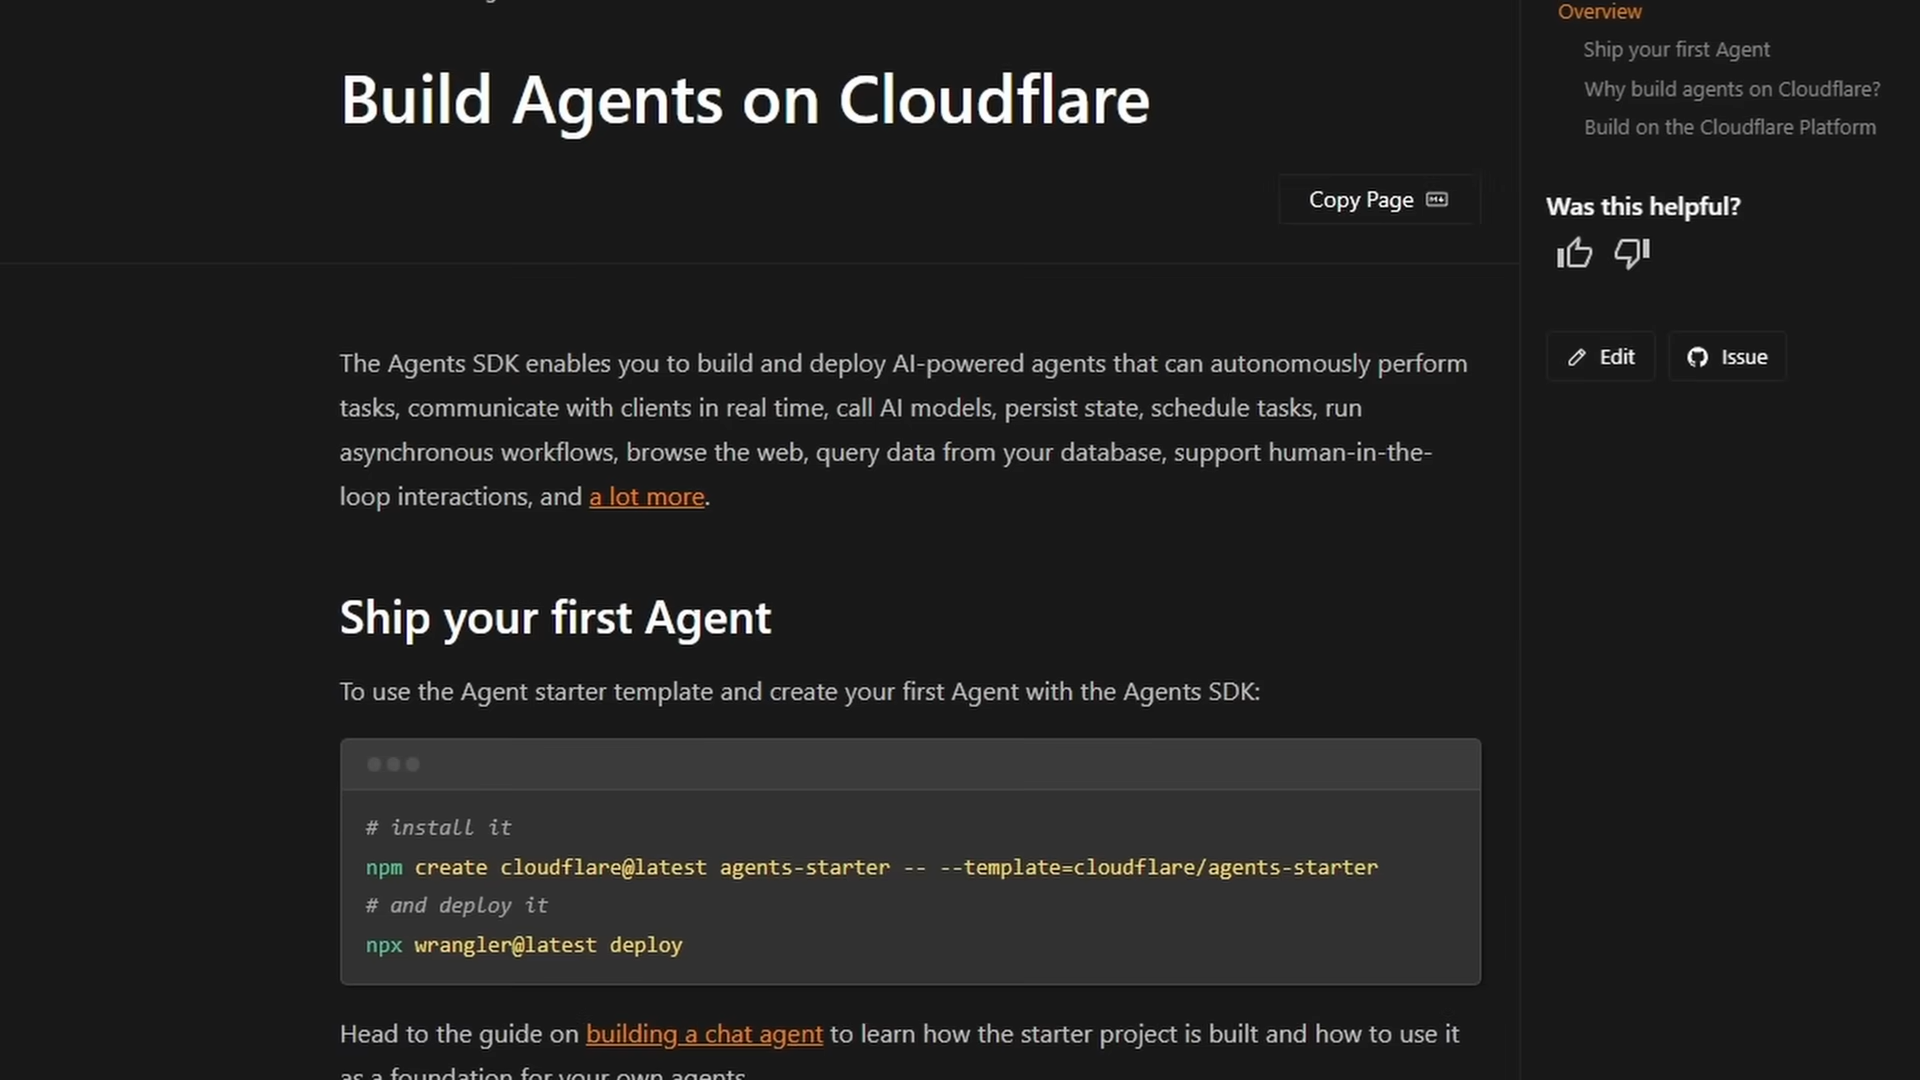 Build Agents on Cloudflare
Copy Page
The Agents SDK enables you to build and deploy AI-powered agents that can autonomously perform
tasks, communicate with clients in real time, call AI models, persist state, schedule tasks, run
asynchronous workflows, browse the web, query data from your database, support human-in-the-
loop interactions, and a lot more.
Ship your first Agent
To use the Agent starter template and create your first Agent with the Agents SDK:
# install it
npm create cloudflare@latest agents-starter -- --template=cloudflare/agents-starter
# and deploy it
npx wrangler@latest deploy
Head to the guide on building a chat agent to learn how the starter project is built and how to use it
as a foundation for your own agents.
Overview
Ship your first Agent
Why build agents on Cloudflare?
Build on the Cloudflare Platform
Was this helpful?
Edit
Issue